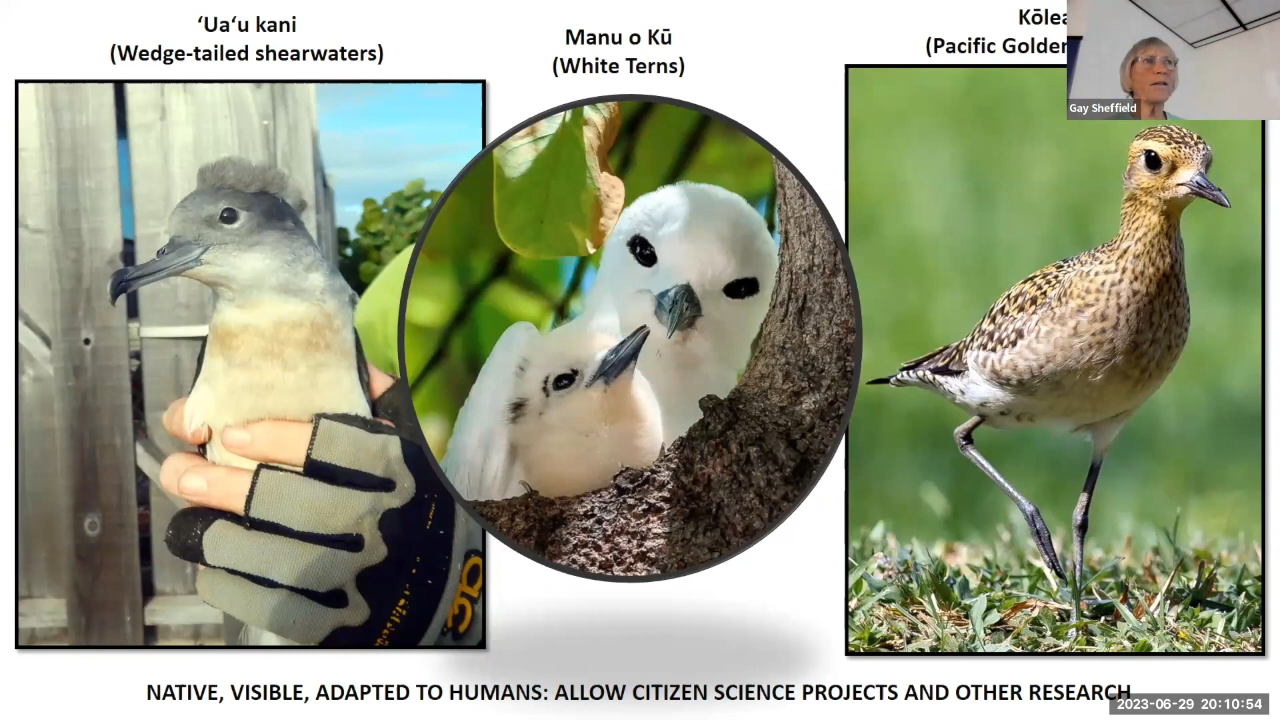 ʻUaʻu kani
(Wedge-tailed shearwaters)
Manu o Kū
(White Terns)
Kōlea
(Pacific Golden
Gay Sheffield
NATIVE, VISIBLE, ADAPTED TO HUMANS: ALLOW CITIZEN SCIENCE PROJECTS AND OTHER RESEARCH
2023-06-29 20:10:54